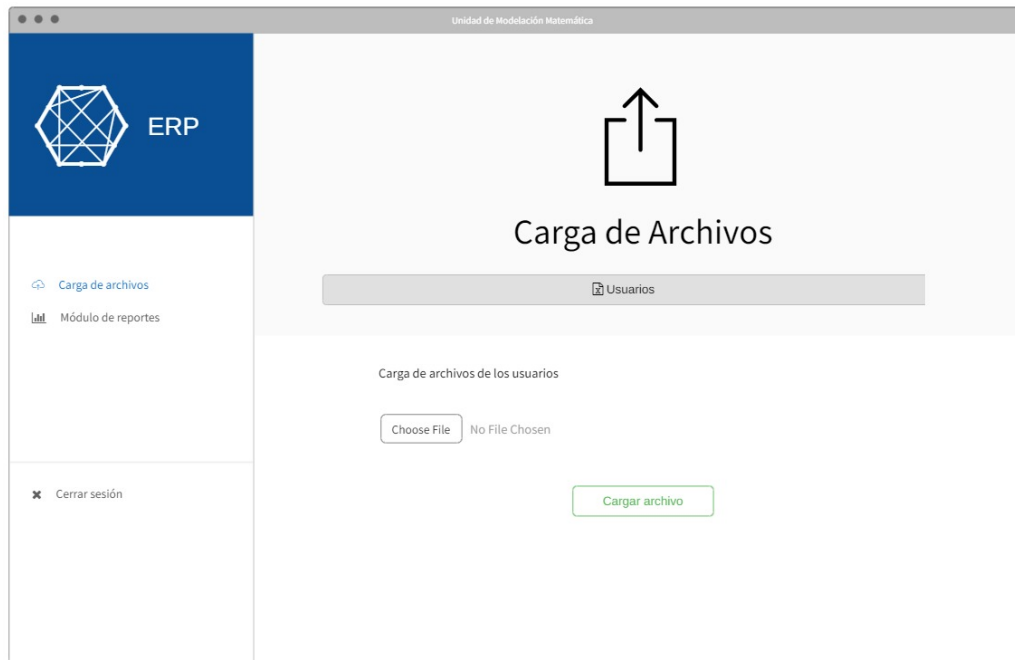 Unidad de Modelación Matemática
ERP
Carga de archivos
Módulo de reportes
Cerrar sesión
Carga de Archivos
Usuarios
Carga de archivos de los usuarios
Choose File No File Chosen
Cargar archivo